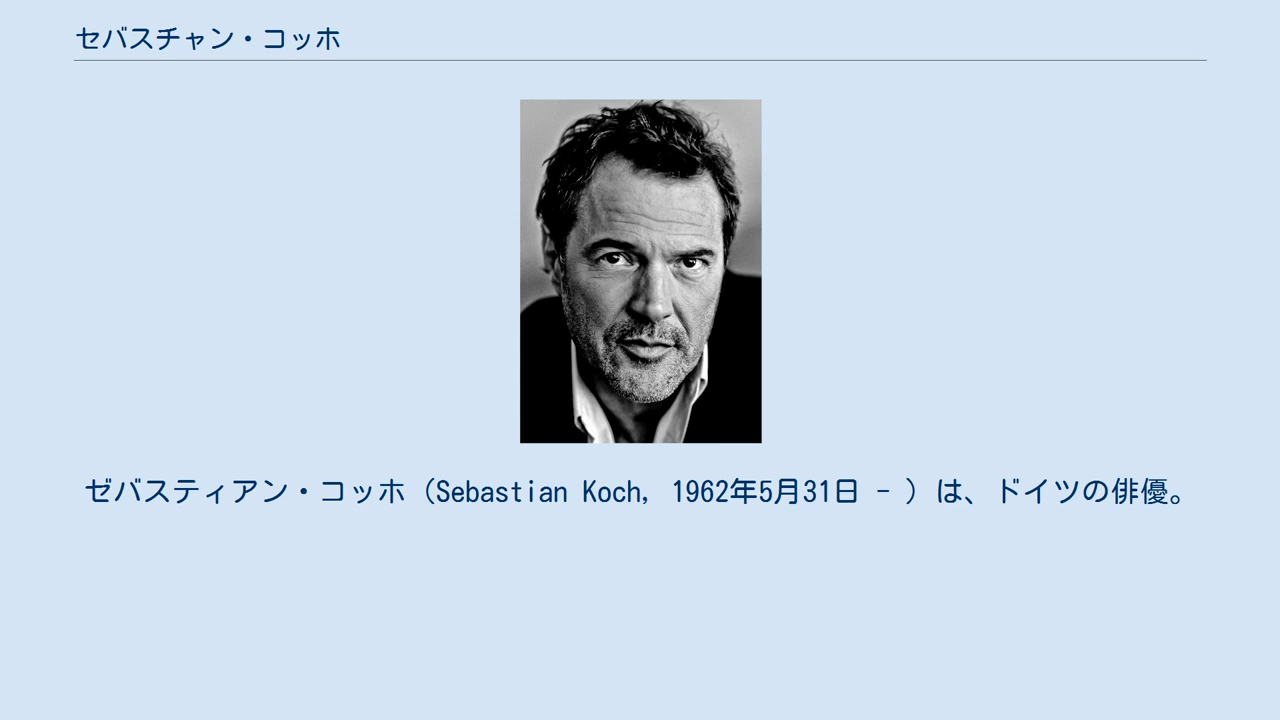 セバスチャン・コッホ
ゼバスティアン・コッホ（Sebastian Koch, 1962年5月31日 - ）は、ドイツの俳優。